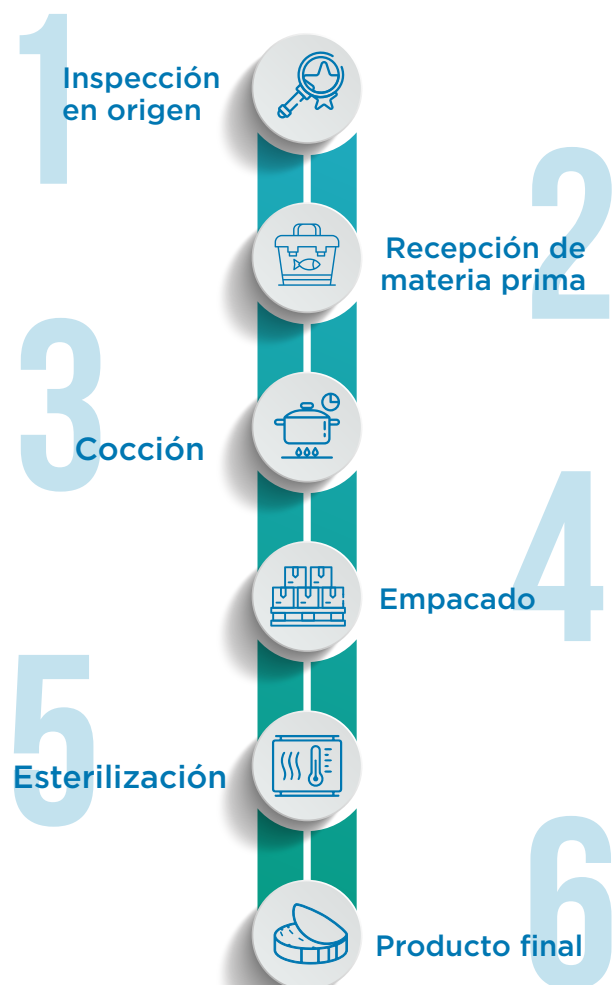 1
Inspección
en origen
2
Recepción de
materia prima
3
Cocción
4
Empacado
5
Esterilización
6
Producto final